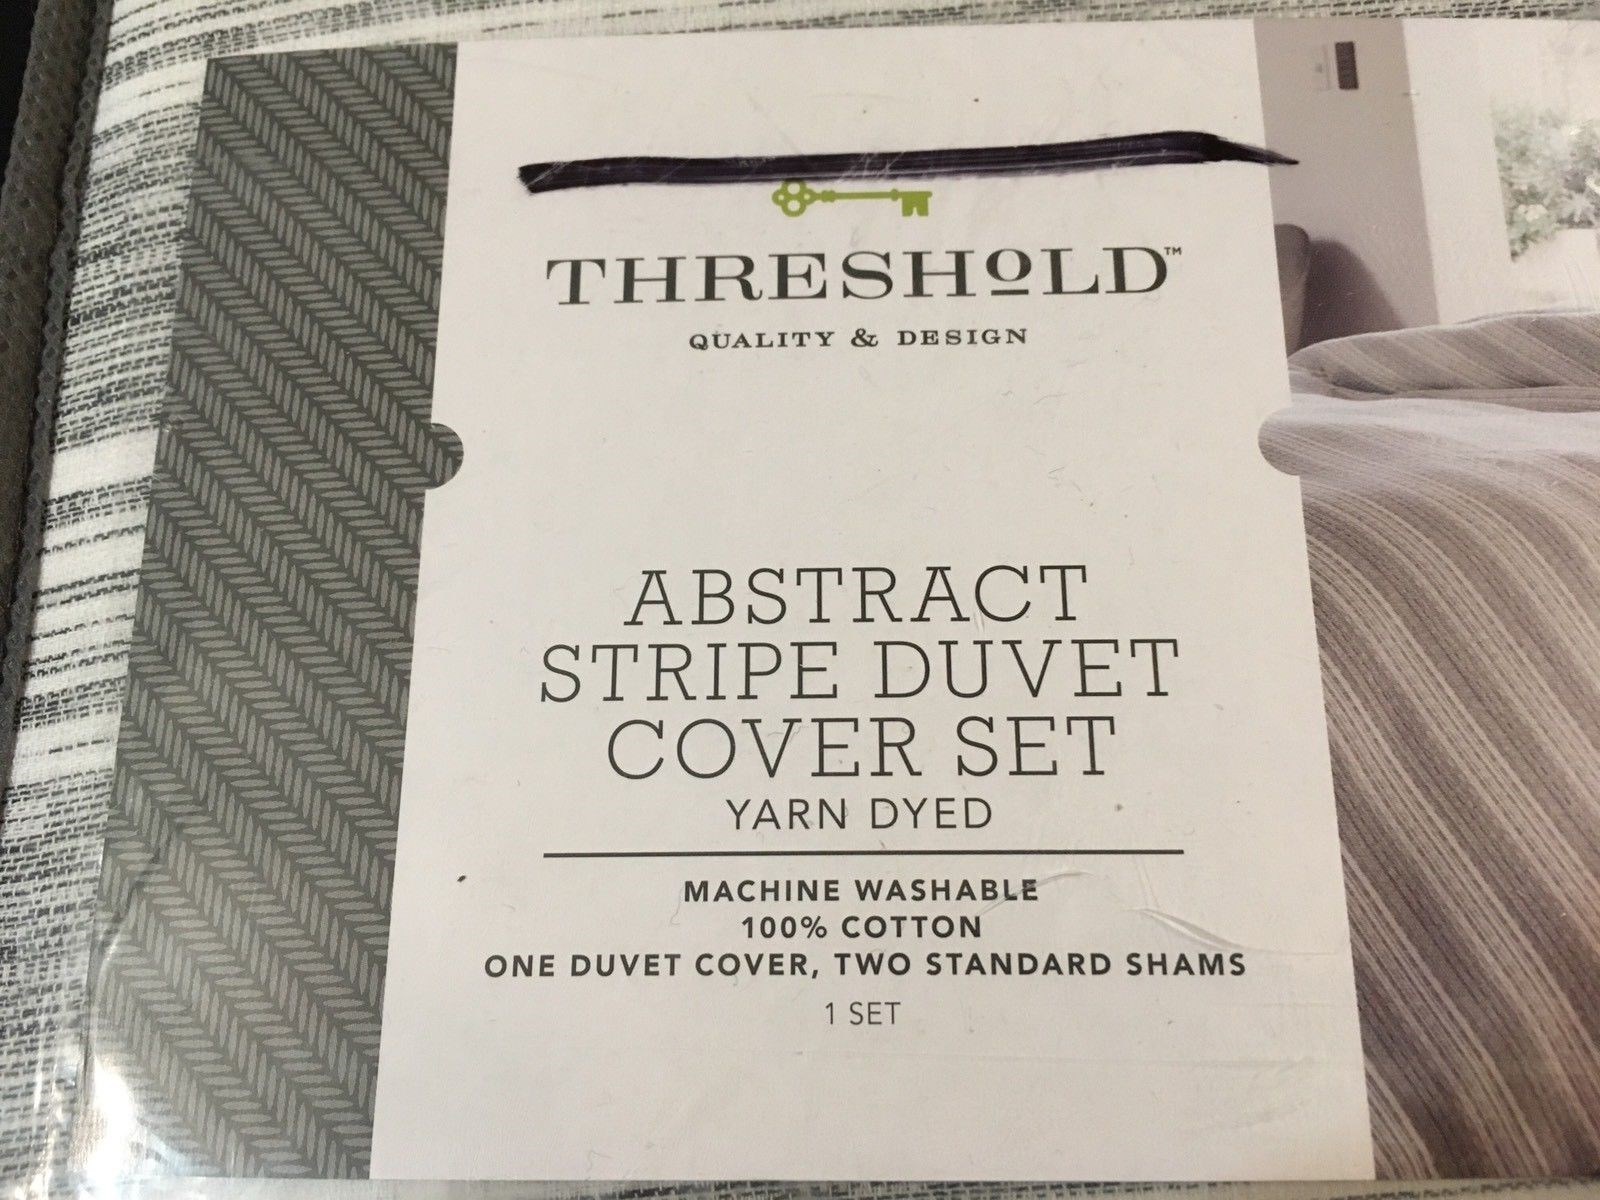 THRESHOLD™
QUALITY & DESIGN
ABSTRACT
STRIPE DUVET
COVER SET
YARN DYED
MACHINE WASHABLE
100% COTTON
ONE DUVET COVER, TWO STANDARD SHAMS
1 SET